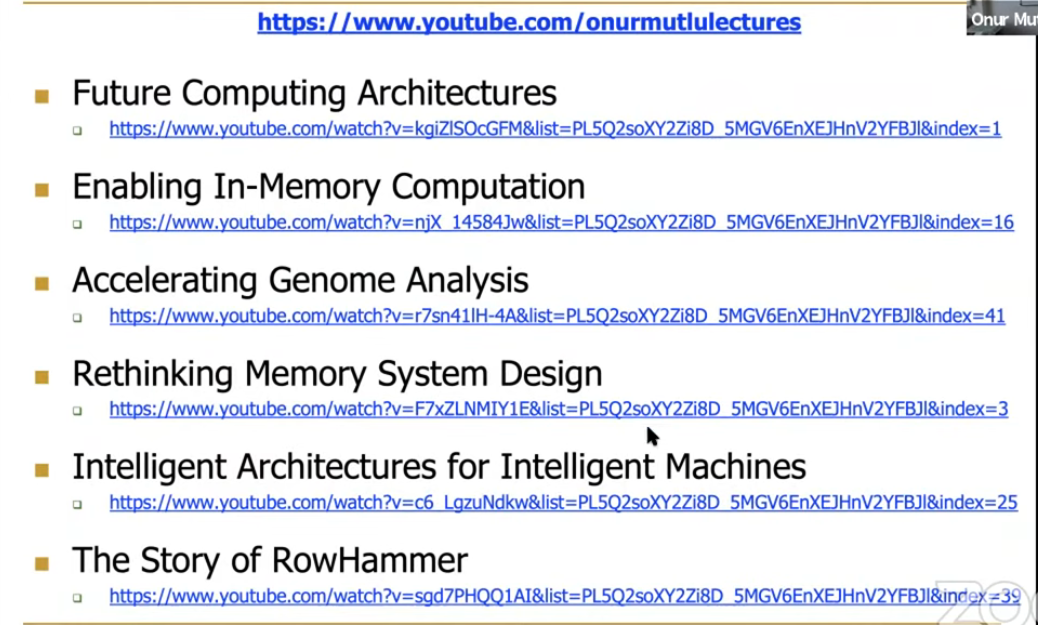 https://www.youtube.com/onurmutlulectures
Onur Mut
Future Computing Architectures
https://www.youtube.com/watch?v=kgiZlSOcGFM&list=PL5Q2soXY2Zi8D_5MGV6EnXEJHnV2YFBJl&index=1
Enabling In-Memory Computation
https://www.youtube.com/watch?v=njX_14584Jw&list=PL5Q2soXY2Zi8D_5MGV6EnXEJHnV2YFBJl&index=16
Accelerating Genome Analysis
https://www.youtube.com/watch?v=r7sn41lH-4A&list=PL5Q2soXY2Zi8D_5MGV6EnXEJHnV2YFBJl&index=41
Rethinking Memory System Design
https://www.youtube.com/watch?v=F7xZLNMIY1E&list=PL5Q2soXY2Zi8D_5MGV6EnXEJHnV2YFBJl&index=3
Intelligent Architectures for Intelligent Machines
https://www.youtube.com/watch?v=c6_LgzuNdkw&list=PL5Q2soXY2Zi8D_5MGV6EnXEJHnV2YFBJl&index=25
The Story of RowHammer
https://www.youtube.com/watch?v=sgd7PHQQ1AI&list=PL5Q2soXY2Zi8D_5MGV6EnXEJHnV2YFBJl&index=39